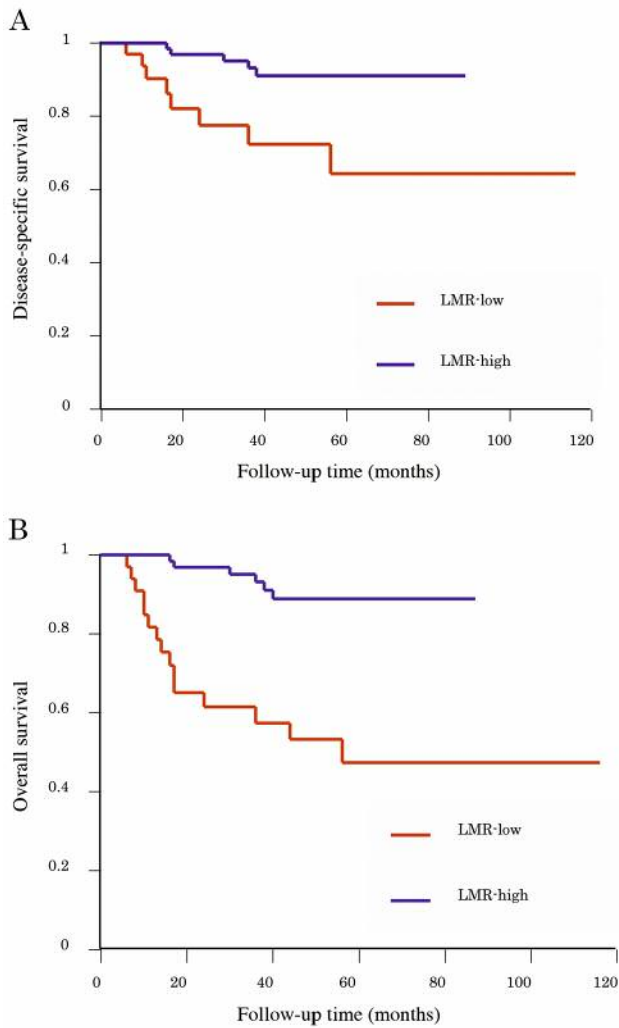 A
1
0.8
0.6
0.4
0.2
0
Disease-specific survival
LMR-low
LMR-high
0 20 40 60 80 100 120
Follow-up time (months)
B
1
0.8
0.6
0.4
0.2
0
Overall survival
LMR-low
LMR-high
0 20 40 60 80 100 120
Follow-up time (months)